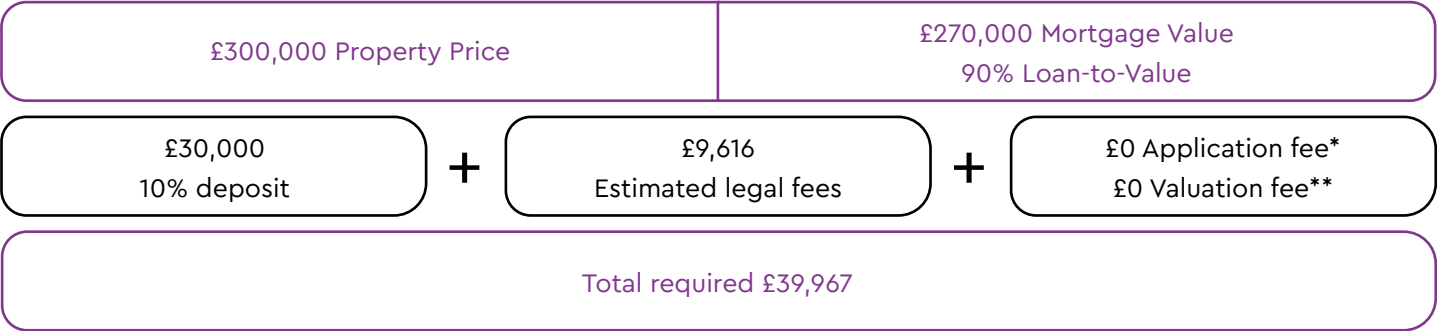 £300,000 Property Price
£270,000 Mortgage Value
90% Loan-to-Value
£30,000
10% deposit
+
£9,616
Estimated legal fees
+
£0 Application fee*
£0 Valuation fee**
Total required £39,967